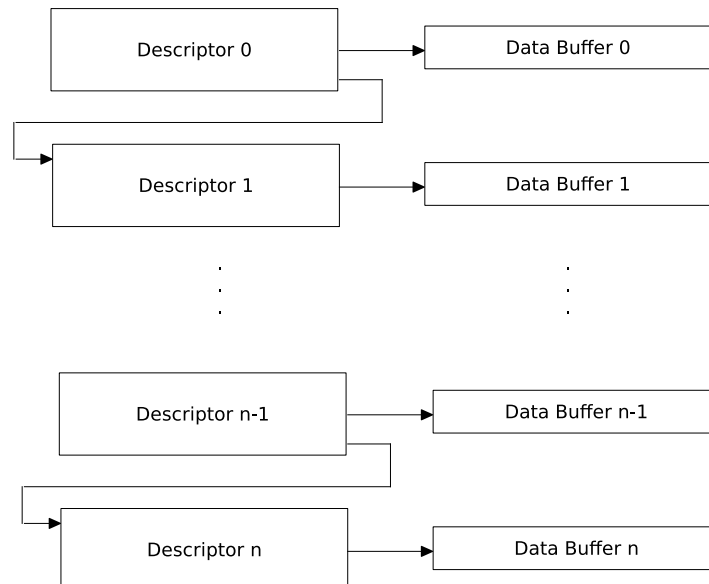 Descriptor 0
Data Buffer 0
Descriptor 1
Data Buffer 1
Descriptor n-1
Data Buffer n-1
Descriptor n
Data Buffer n